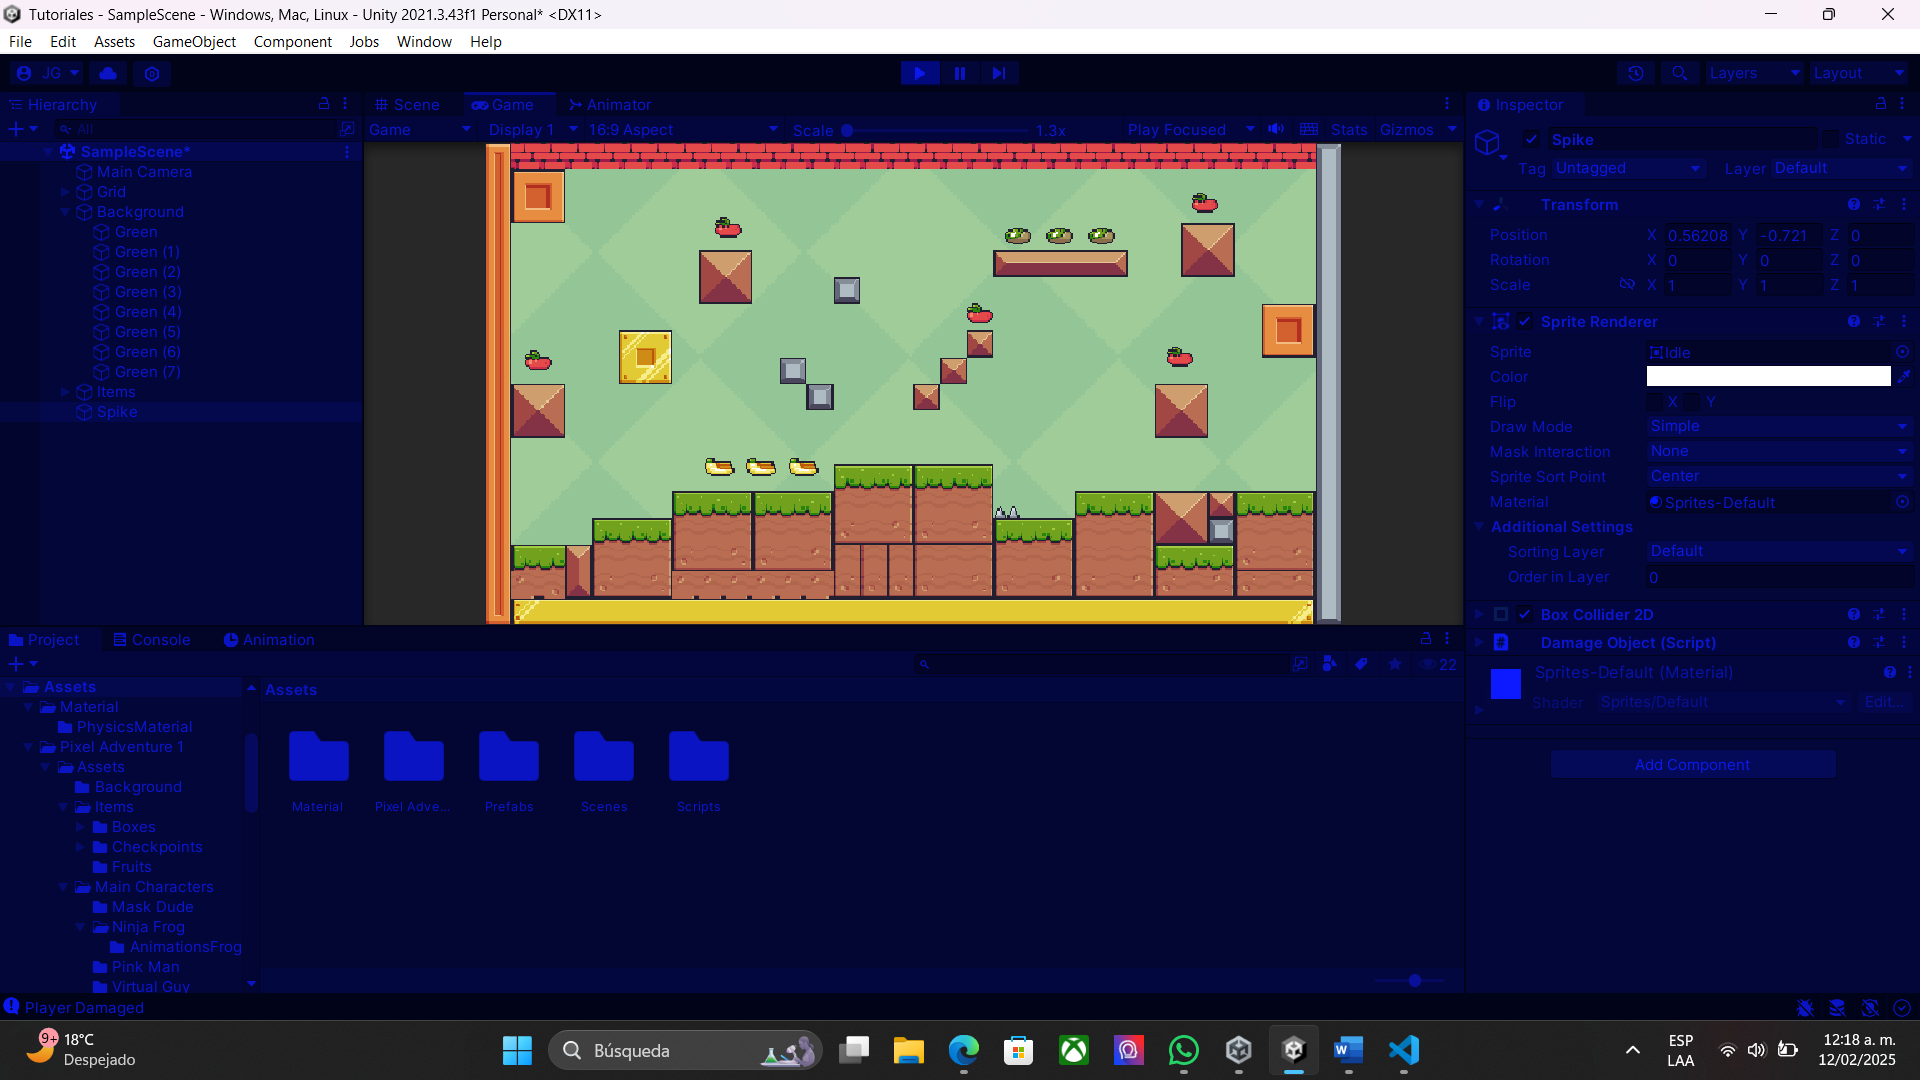 Tutoriales - SampleScene - Windows, Mac, Linux - Unity 2021.3.43f1 Personal* <DX11>
File Edit Assets GameObject Component Jobs Window Help
JG Layers Layout
Hierarchy Scene Game Animator Inspector
All Game Display 1 16:9 Aspect Scale 1.3x Play Focused Stats Gizmos
SampleScene*
Main Camera
Grid
Background
Green
Green (1)
Green (2)
Green (3)
Green (4)
Green (5)
Green (6)
Green (7)
Items
Spike
Spike Static
Tag Untagged Layer Default
Transform
Position X 0.56208 Y -0.721 Z 0
Rotation X 0 Y 0 Z 0
Scale X 1 Y 1 Z 1
Sprite Renderer
Sprite Idle
Color
Flip X Y
Draw Mode Simple
Mask Interaction None
Sprite Sort Point Center
Material Sprites-Default
Additional Settings
Sorting Layer Default
Order in Layer 0
Box Collider 2D
Damage Object (Script)
Sprites-Default (Material)
Shader Sprites/Default Edit...
Add Component
Project Console Animation
22
Assets
Material
PhysicsMaterial
Pixel Adventure 1
Assets
Background
Items
Boxes
Checkpoints
Fruits
Main Characters
Mask Dude
Ninja Frog
AnimationsFrog
Pink Man
Virtual Guy
Assets
Material Pixel Adve... Prefabs Scenes Scripts
Player Damaged
9+ 18°C
Despejado
Búsqueda
ESP
LAA
12:18 a. m.
12/02/2025